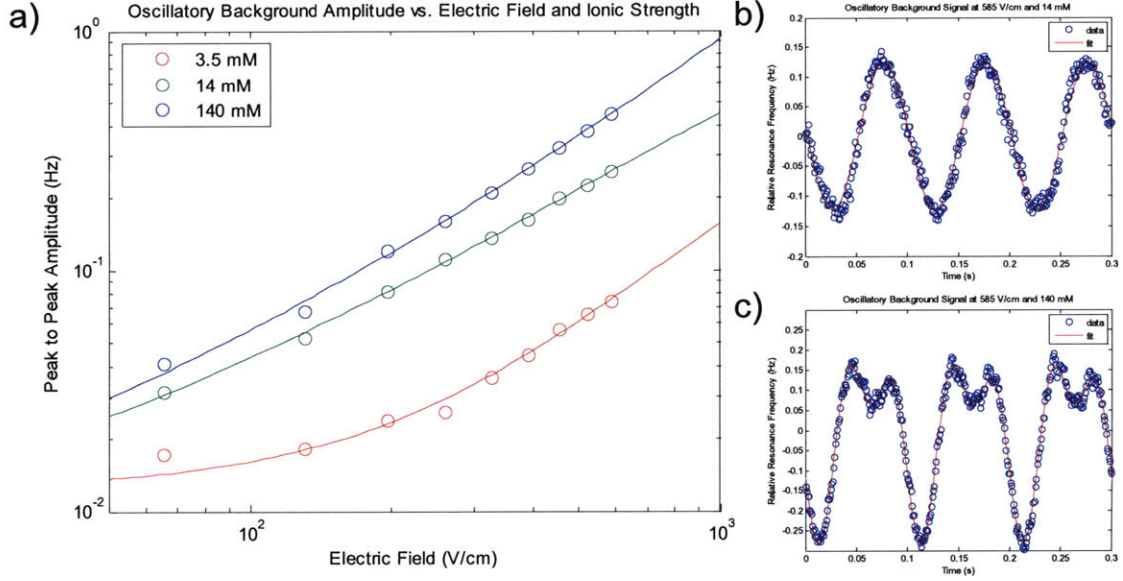 a)
Oscillatory Background Amplitude vs. Electric Field and Ionic Strength
3.5 mM
14 mM
140 mM
10^0
10^-1
10^-2
Peak to Peak Amplitude (Hz)
10^2
10^3
Electric Field (V/cm)
b)
Oscillatory Background Signal at 585 V/cm and 14 mM
data
fit
0.2
0.15
0.1
0.05
0
-0.05
-0.1
-0.15
-0.2
Relative Resonance Frequency (Hz)
0 0.05 0.1 0.15 0.2 0.25 0.3
Time (s)
c)
Oscillatory Background Signal at 585 V/cm and 140 mM
data
fit
0.25
0.2
0.15
0.1
0.05
0
-0.05
-0.1
-0.15
-0.2
-0.25
Relative Resonance Frequency (Hz)
0 0.05 0.1 0.15 0.2 0.25 0.3
Time (s)